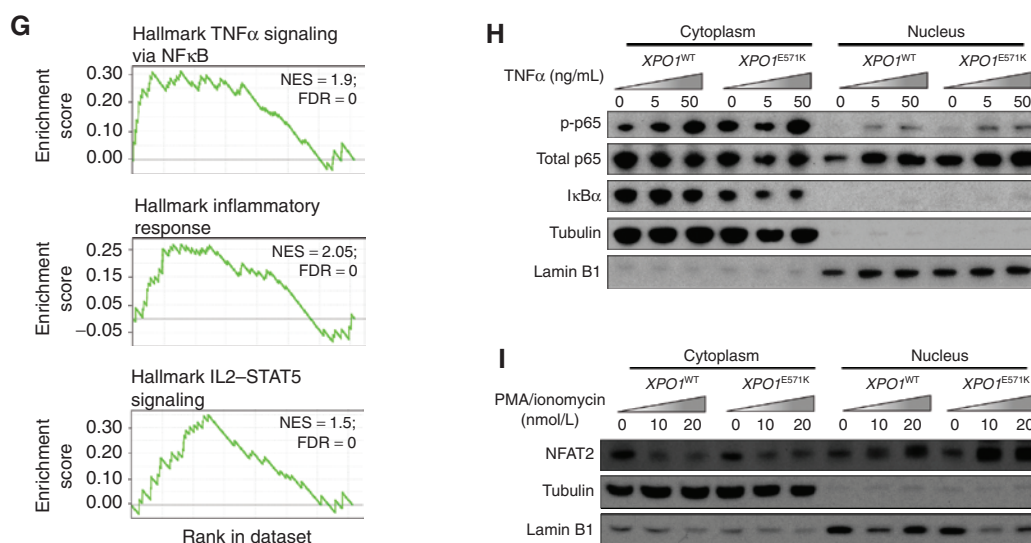 G
Hallmark TNFα signaling
via NFκB
NES = 1.9;
FDR = 0
Enrichment
score
0.30
0.20
0.10
0.00
Hallmark inflammatory
response
NES = 2.05;
FDR = 0
Enrichment
score
0.25
0.15
0.05
−0.05
Hallmark IL2–STAT5
signaling
NES = 1.5;
FDR = 0
Enrichment
score
0.30
0.20
0.10
0.00
Rank in dataset
H
Cytoplasm Nucleus
XPO1WT XPO1E571K XPO1WT XPO1E571K
TNFα (ng/mL)
0 5 50 0 5 50 0 5 50 0 5 50
p-p65
Total p65
IκBα
Tubulin
Lamin B1
I
Cytoplasm Nucleus
XPO1WT XPO1E571K XPO1WT XPO1E571K
PMA/ionomycin
(nmol/L)
0 10 20 0 10 20 0 10 20 0 10 20
NFAT2
Tubulin
Lamin B1